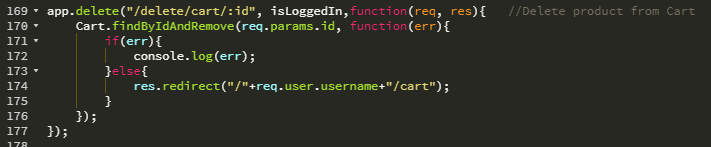 169 app.delete("/delete/cart/:id", isLoggedIn,function(req, res){   //Delete product from Cart
170     Cart.findByIdAndRemove(req.params.id, function(err){
171         if(err){
172             console.log(err);
173         }else{
174             res.redirect("/"+req.user.username+"/cart");
175         }
176     });
177 });
178